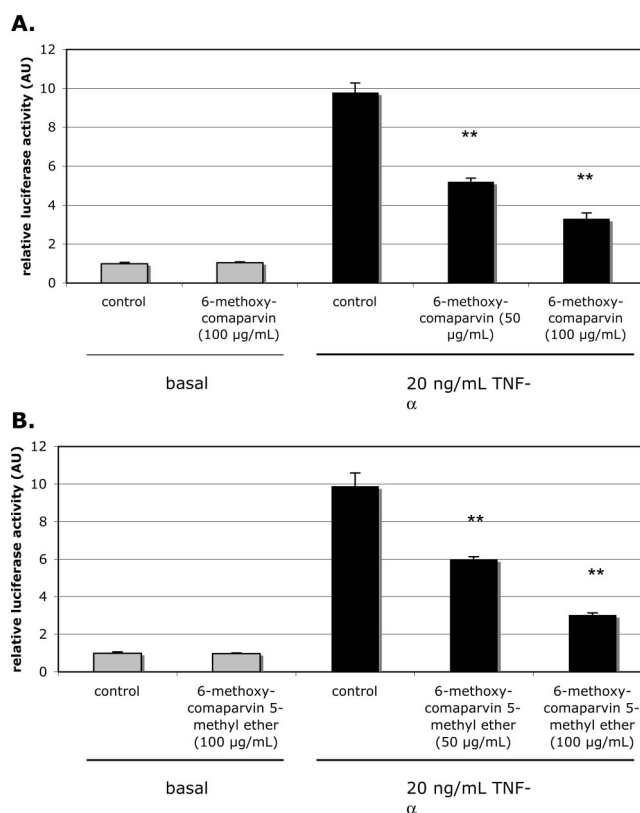 A.
relative luciferase activity (AU)
12
10
8
6
4
2
0
**
**
control
6-methoxy-
comaparvin
(100 µg/mL)
control
6-methoxy-
comaparvin (50
µg/mL)
6-methoxy-
comaparvin
(100 µg/mL)
basal
20 ng/mL TNF-
α
B.
relative luciferase activity (AU)
12
10
8
6
4
2
0
**
**
control
6-methoxy-
comaparvin 5-
methyl ether
(100 µg/mL)
control
6-methoxy-
comaparvin 5-
methyl ether
(50 µg/mL)
6-methoxy-
comaparvin 5-
methyl ether
(100 µg/mL)
basal
20 ng/mL TNF-
α